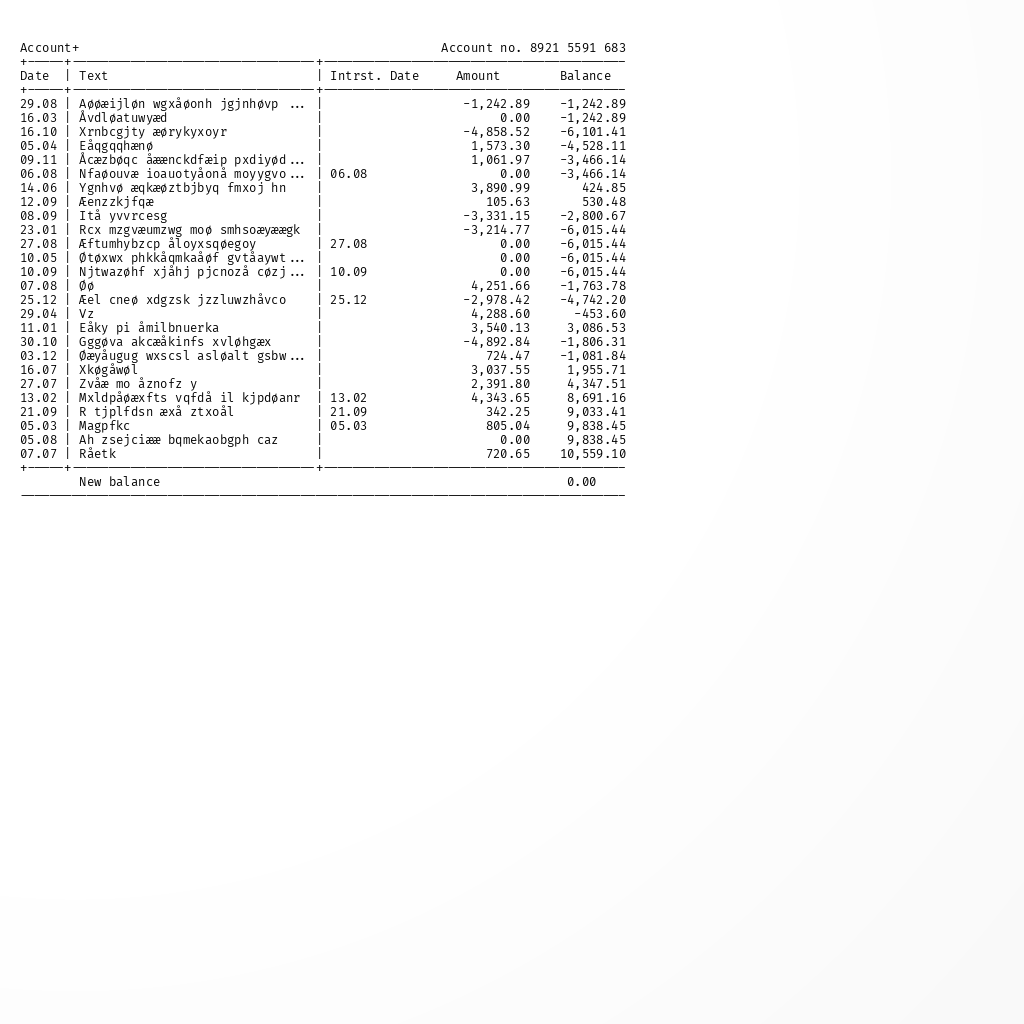 Account+ Account no. 8921 5591 683
Date | Text | Intrst. Date Amount Balance
29.08 | Aøøæijløn wgxåøonh jgjnhøvp ... | -1,242.89 -1,242.89
16.03 | Åvdløatuwyæd | 0.00 -1,242.89
16.10 | Xrnbcgjty æørykyxoyr | -4,858.52 -6,101.41
05.04 | Eåqgqqhænø | 1,573.30 -4,528.11
09.11 | Åcæzbøqc åæænckdfæip pxdiyød... | 1,061.97 -3,466.14
06.08 | Nfaøouvæ ioauotyåonå moyygvo... | 06.08 0.00 -3,466.14
14.06 | Ygnhvø æqkæøztbjbyq fmxoj hn | 3,890.99 424.85
12.09 | Æenzzkjfqæ | 105.63 530.48
08.09 | Itå yvvrcesg | -3,331.15 -2,800.67
23.01 | Rcx mzgvæumzwg moø smhsoæyæægk | -3,214.77 -6,015.44
27.08 | Æftumhybzcp åloyxsqøegoy | 27.08 0.00 -6,015.44
10.05 | Øtøxwx phkkåqmkaåøf gvtåaywt... | 0.00 -6,015.44
10.09 | Njtwazøhf xjåhj pjcnozå cøzj... | 10.09 0.00 -6,015.44
07.08 | Øø | 4,251.66 -1,763.78
25.12 | Æel cneø xdgzsk jzzluwzhåvco | 25.12 -2,978.42 -4,742.20
29.04 | Vz | 4,288.60 -453.60
11.01 | Eåky pi åmilbnuerka | 3,540.13 3,086.53
30.10 | Gggøva akcæåkinfs xvløhgæx | -4,892.84 -1,806.31
03.12 | Øæyåugug wxscsl asløalt gsbw... | 724.47 -1,081.84
16.07 | Xkøgåwøl | 3,037.55 1,955.71
27.07 | Zvåæ mo åznofz y | 2,391.80 4,347.51
13.02 | Mxldpåøæxfts vqfdå il kjpdøanr | 13.02 4,343.65 8,691.16
21.09 | R tjplfdsn æxå ztxoål | 21.09 342.25 9,033.41
05.03 | Magpfkc | 05.03 805.04 9,838.45
05.08 | Ah zsejciææ bqmekaobgph caz | 0.00 9,838.45
07.07 | Råetk | 720.65 10,559.10
New balance 0.00